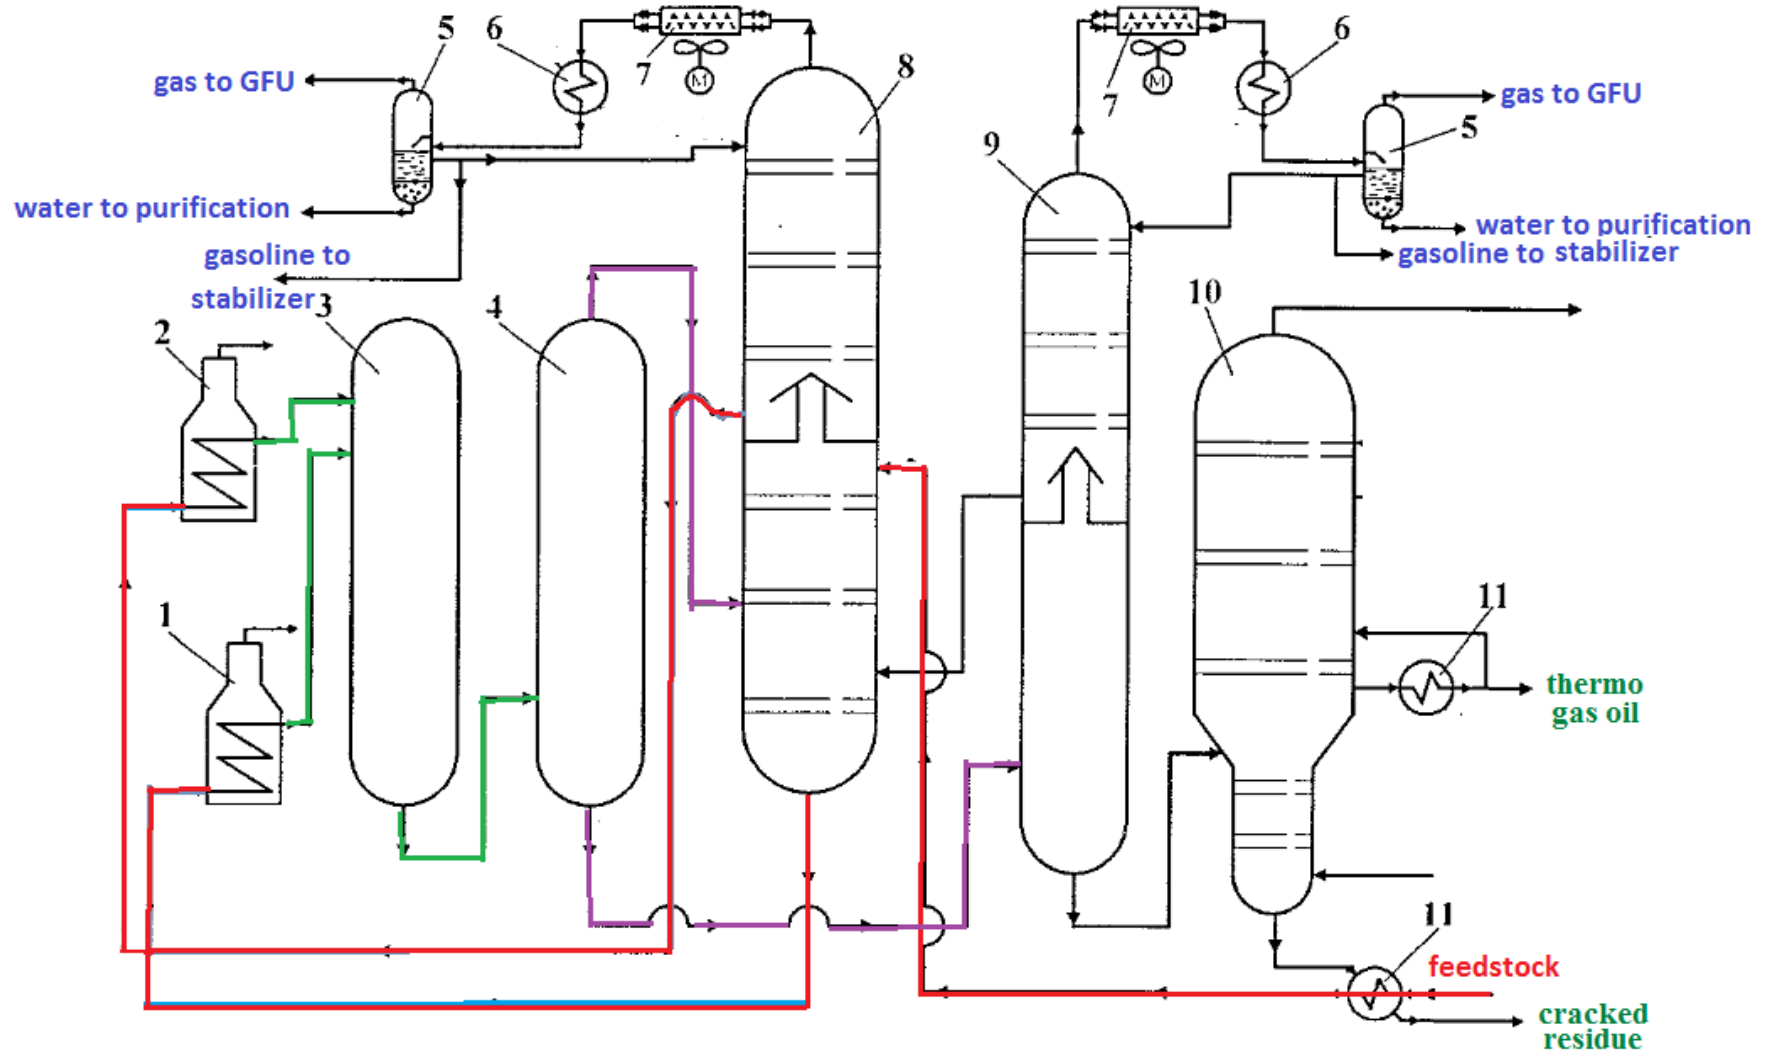 5
6
7
M
8
gas to GFU
water to purification
gasoline to
stabilizer
7
M
6
gas to GFU
5
9
water to purification
gasoline to stabilizer
2
3
4
10
1
11
thermo
gas oil
11
feedstock
cracked
residue